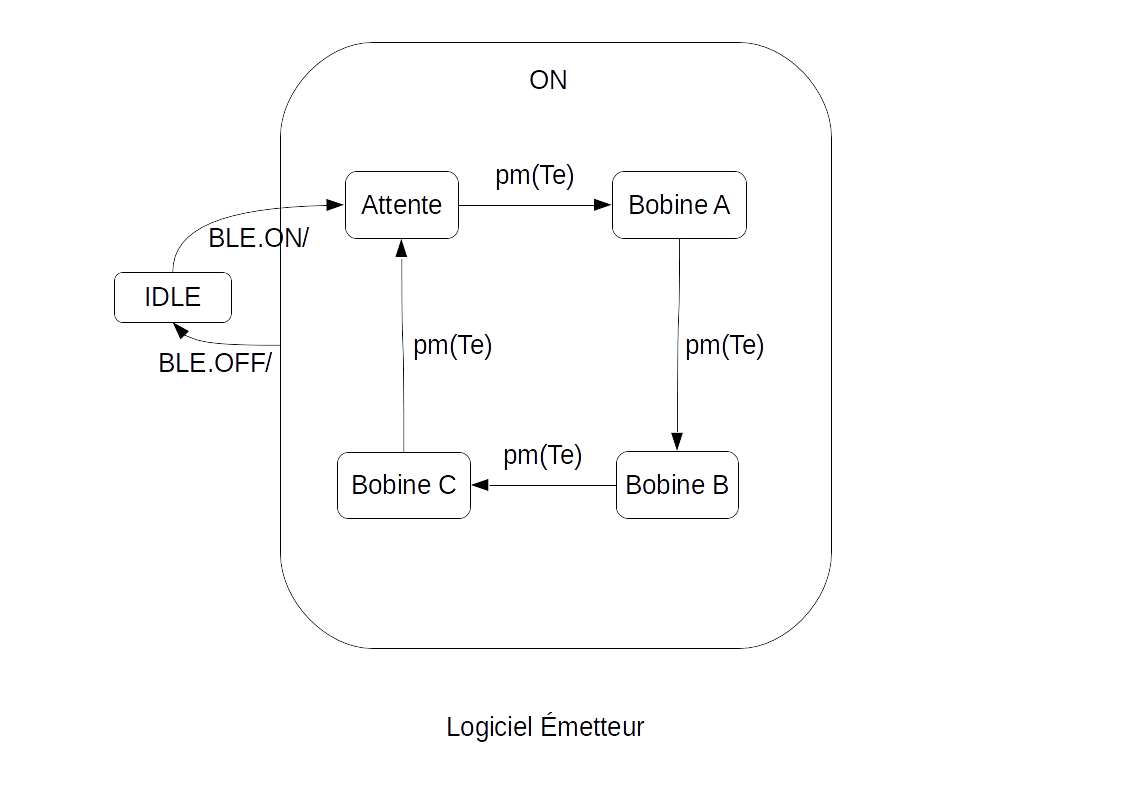 ON
pm(Te)
Attente
Bobine A
BLE.ON/
IDLE
pm(Te)
pm(Te)
BLE.OFF/
pm(Te)
Bobine C
Bobine B
Logiciel Émetteur